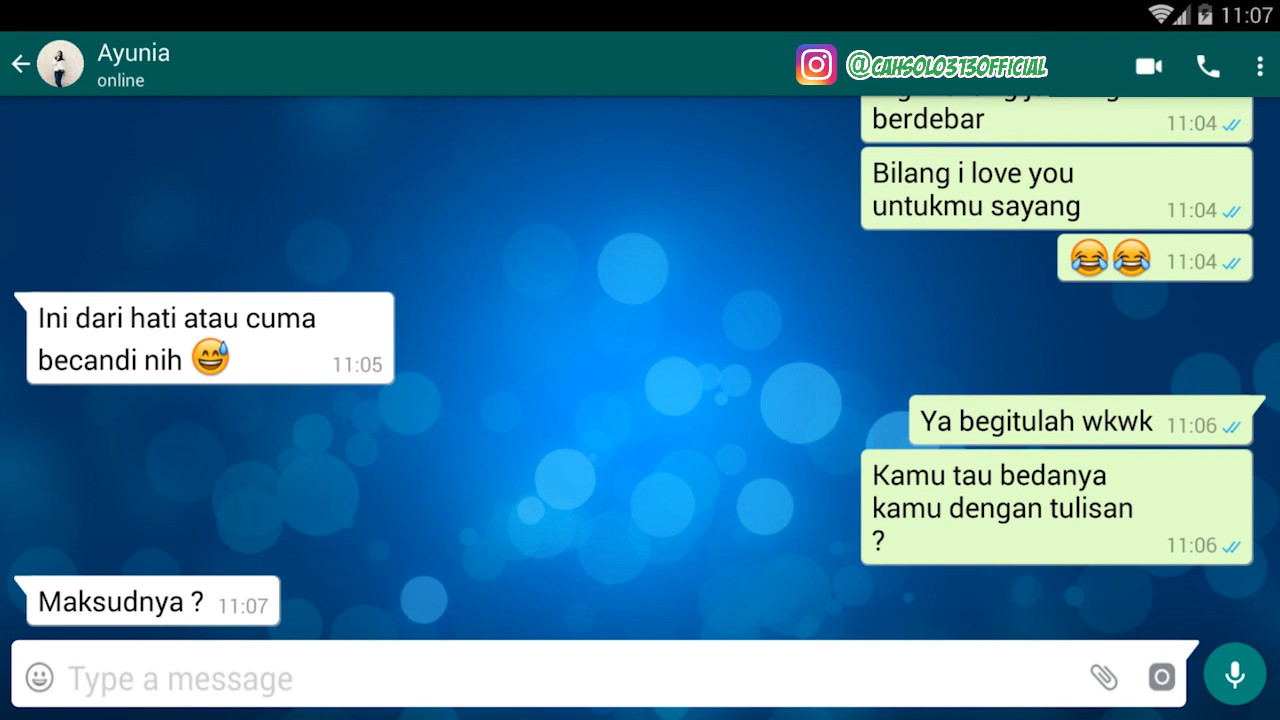 11:07
Ayunia
online
@CAHSOLO313OFFICIAL
berdebar
11:04
Bilang i love you
untukmu sayang
11:04
😂😂 11:04
Ini dari hati atau cuma
becandi nih 😅
11:05
Ya begitulah wkwk 11:06
Kamu tau bedanya
kamu dengan tulisan
?
11:06
Maksudnya ? 11:07
Type a message